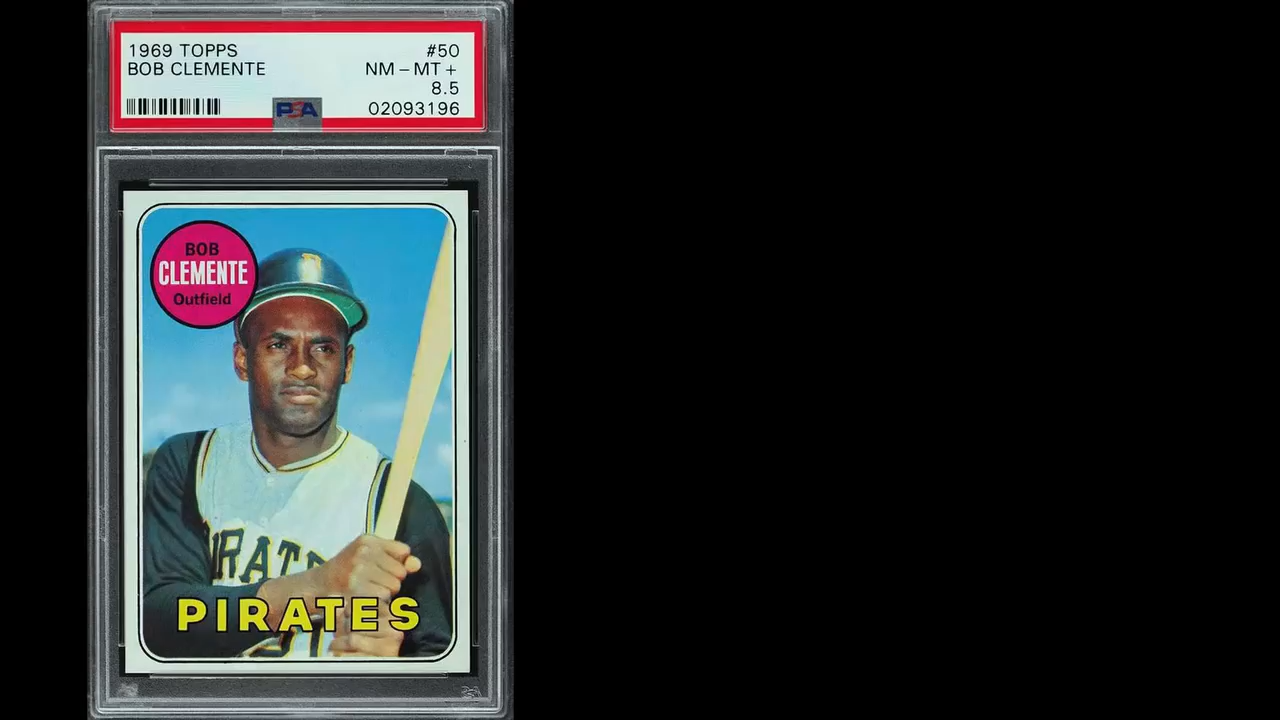 1969 TOPPS #50
BOB CLEMENTE NM - MT +
8.5
PSA 02093196
BOB
CLEMENTE
Outfield
PIRATES